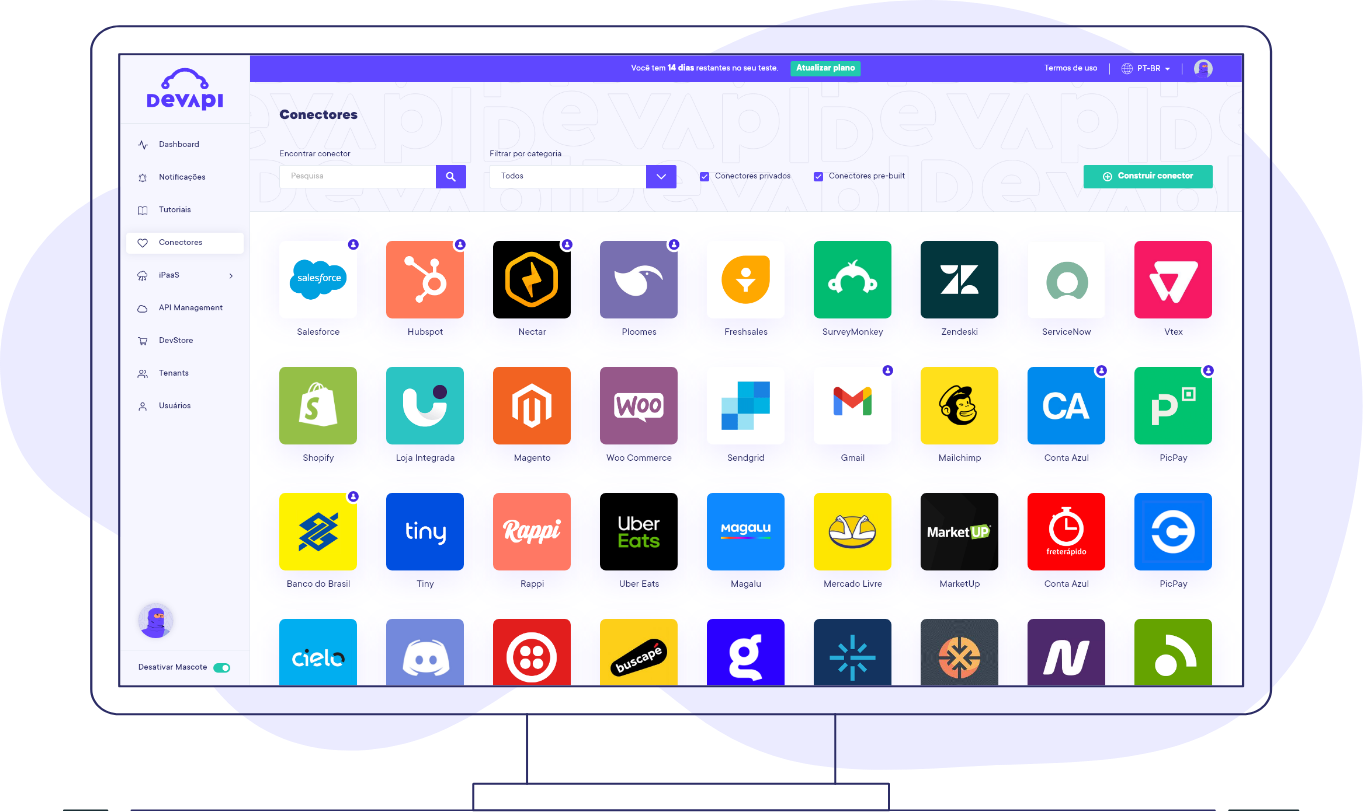 DEVAPI
Você tem 14 dias restantes no seu teste.
Atualizar plano
Termos de uso
PT-BR
Dashboard
Notificações
Tutoriais
Conectores
iPaaS
API Management
DevStore
Tenants
Usuários
Desativar Mascote
Conectores
Encontrar conector
Pesquisa
Filtrar por categoria
Todos
Conectores privados
Conectores pre-built
Construir conector
salesforce
Salesforce
Hubspot
Nectar
Ploomes
Freshsales
SurveyMonkey
Zendeski
ServiceNow
Vtex
S
WOO
CA
P
Shopify
Loja Integrada
Magento
Woo Commerce
Sendgrid
Gmail
Mailchimp
Conta Azul
PicPay
tiny
Rappi
Uber
Eats
MagaLu
MarketUP
freterápido
Banco do Brasil
Tiny
Rappi
Uber Eats
Magalu
Mercado Livre
MarketUp
Conta Azul
PicPay
cielo
buscapé
g
N